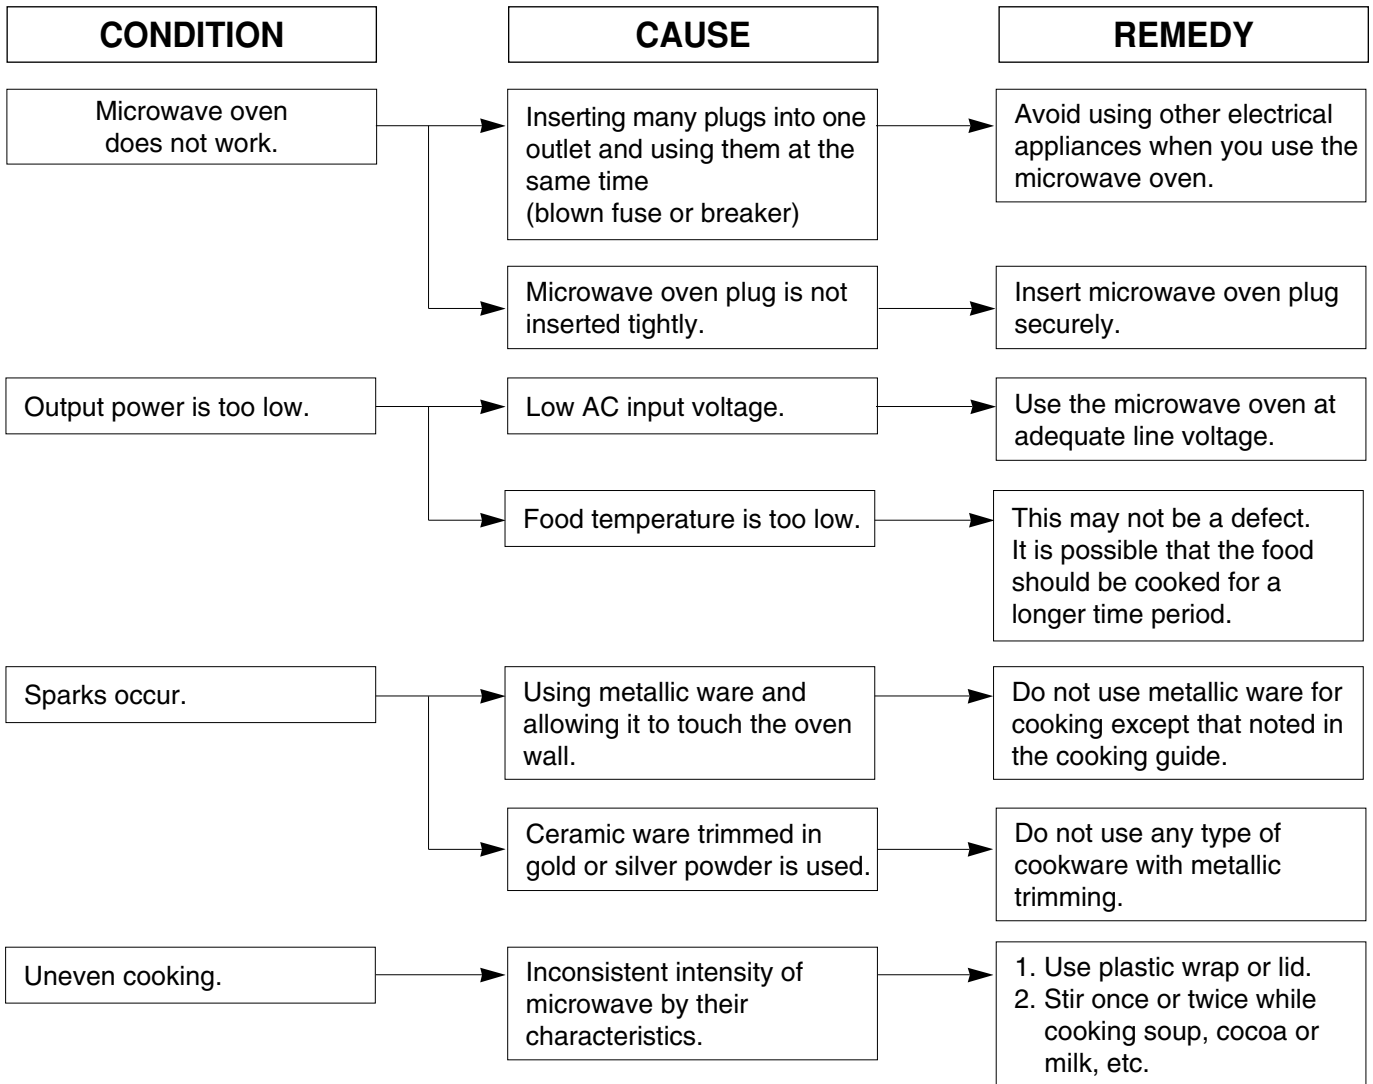 CONDITION
CAUSE
REMEDY
Microwave oven
does not work.
Inserting many plugs into one
outlet and using them at the
same time
(blown fuse or breaker)
Avoid using other electrical
appliances when you use the
microwave oven.
Microwave oven plug is not
inserted tightly.
Insert microwave oven plug
securely.
Output power is too low.
Low AC input voltage.
Use the microwave oven at
adequate line voltage.
Food temperature is too low.
This may not be a defect.
It is possible that the food
should be cooked for a
longer time period.
Sparks occur.
Using metallic ware and
allowing it to touch the oven
wall.
Do not use metallic ware for
cooking except that noted in
the cooking guide.
Ceramic ware trimmed in
gold or silver powder is used.
Do not use any type of
cookware with metallic
trimming.
Uneven cooking.
Inconsistent intensity of
microwave by their
characteristics.
1. Use plastic wrap or lid.
2. Stir once or twice while
cooking soup, cocoa or
milk, etc.